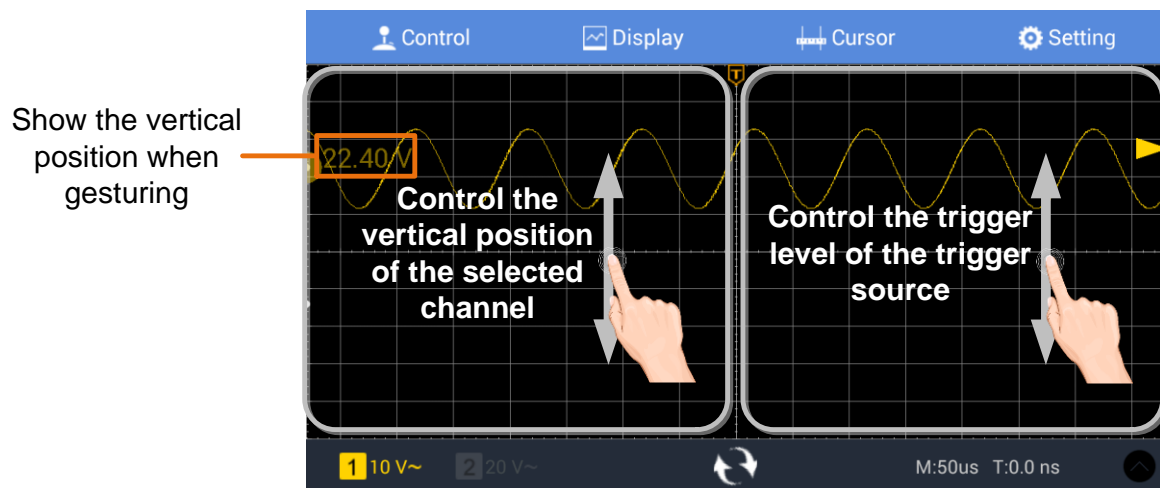 Control Display Cursor Setting
T
Show the vertical
position when
gesturing
22.40 V
Control the
vertical position
of the selected
channel
Control the trigger
level of the trigger
source
1 10 V~ 2 20 V~ M:50us T:0.0 ns